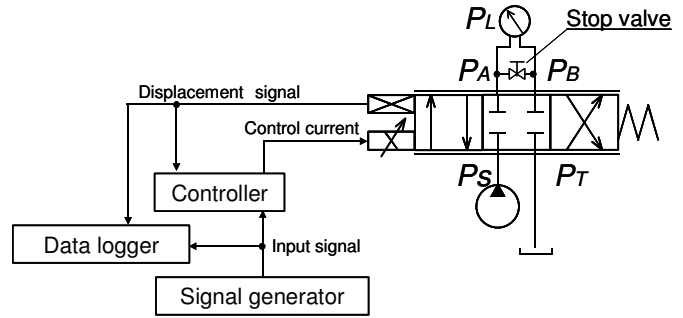 PL
Stop valve
PA
PB
Displacement signal
Control current
PS
PT
Controller
Data logger
Input signal
Signal generator